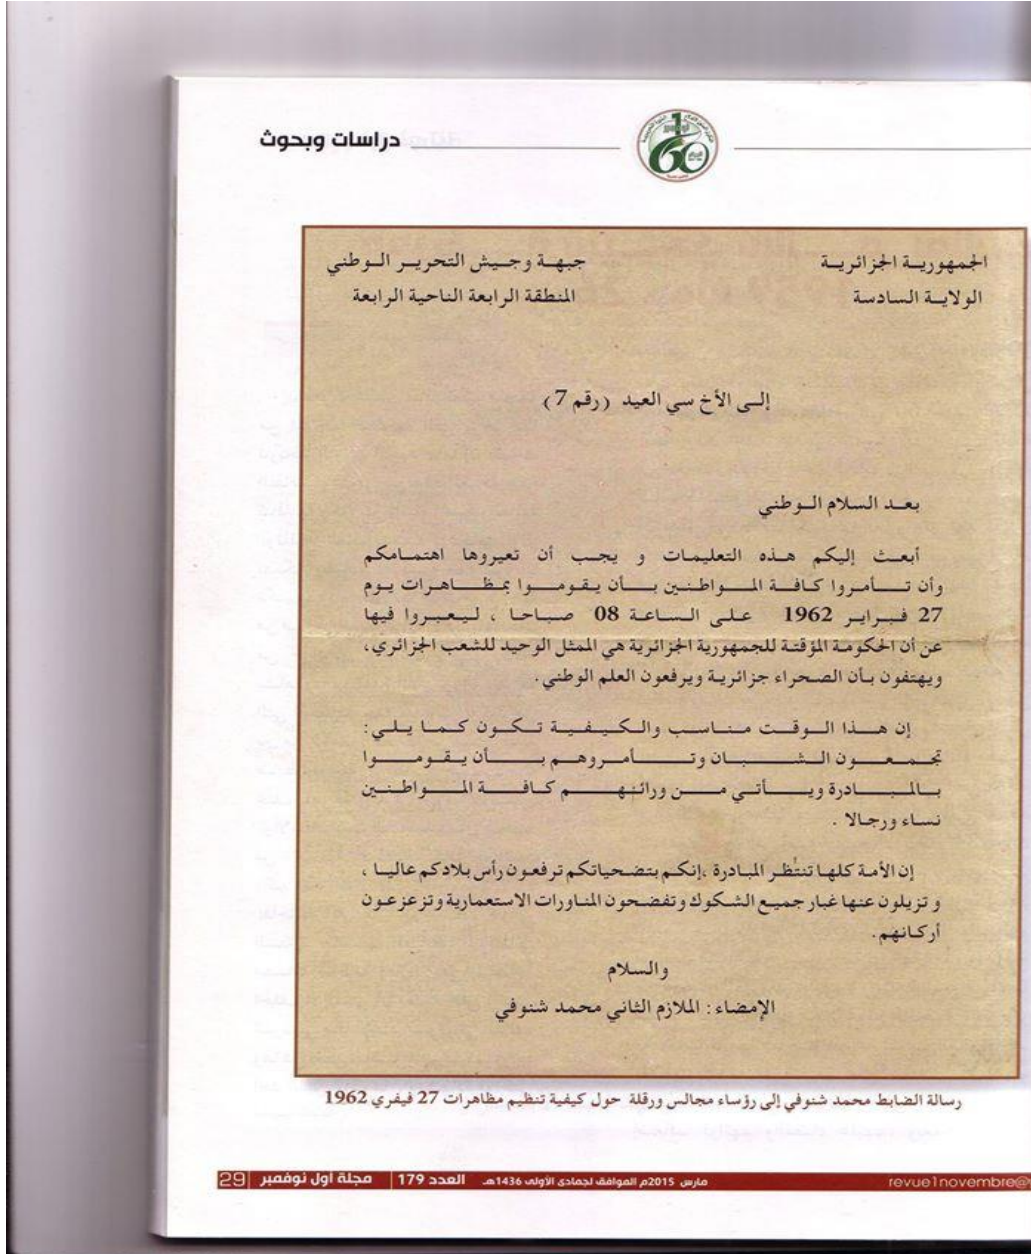 دراسات وبحوث
60
الجمهورية الجزائرية
جبهة وجيش التحرير الوطني
الولاية السادسة
المنطقة الرابعة الناحية الرابعة
إلى الأخ سي العيد (رقم 7)
بعد السلام الوطني
أبعث إليكم هذه التعليمات و يجب أن تعيروها اهتمامكم
وأن تأمروا كافة المواطنين بأن يقوموا بمظاهرات يوم
27 فبراير 1962 على الساعة 08 صباحا ، ليعبروا فيها
عن أن الحكومة المؤقتة للجمهورية الجزائرية هي الممثل الوحيد للشعب الجزائري،
ويهتفون بأن الصحراء جزائرية ويرفعون العلم الوطني.
إن هذا الوقت مناسب والكيفية تكون كما يلي:
تجمعون الشبان وتأمروهم بأن يقوموا
بالمبادرة ويأتي من ورائهم كافة المواطنين
نساء ورجالا .
إن الأمة كلها تنتظر المبادرة ،إنكم بتضحياتكم ترفعون رأس بلادكم عاليا ،
و تزيلون عنها غبار جميع الشكوك وتفضحون المناورات الاستعمارية وتزعزعون
أركانهم.
والسلام
الإمضاء: الملازم الثاني محمد شنوفي
رسالة الضابط محمد شنوفي إلى رؤساء مجالس ورقلة حول كيفية تنظيم مظاهرات 27 فيفري 1962
revue1novembre@
مارس 2015م الموافق لجمادى الأولى 1436هـ العدد 179 مجلة أول نوفمبر 29